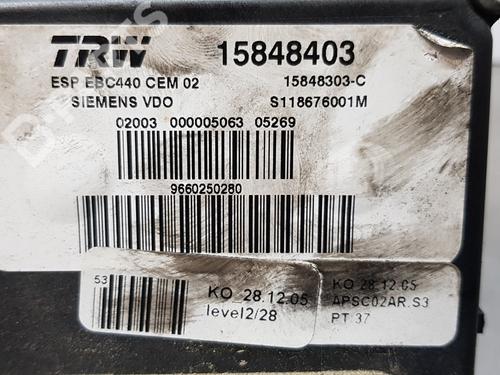 TRW 15848403
ESP EBC440 CEM 02 15848303-C
SIEMENS VDO S118676001M
02003 000005063 05269
9660250280
53
KO 28.12.05
level2/28
KO 28.12.05
APSC02AR.S3
PT 37